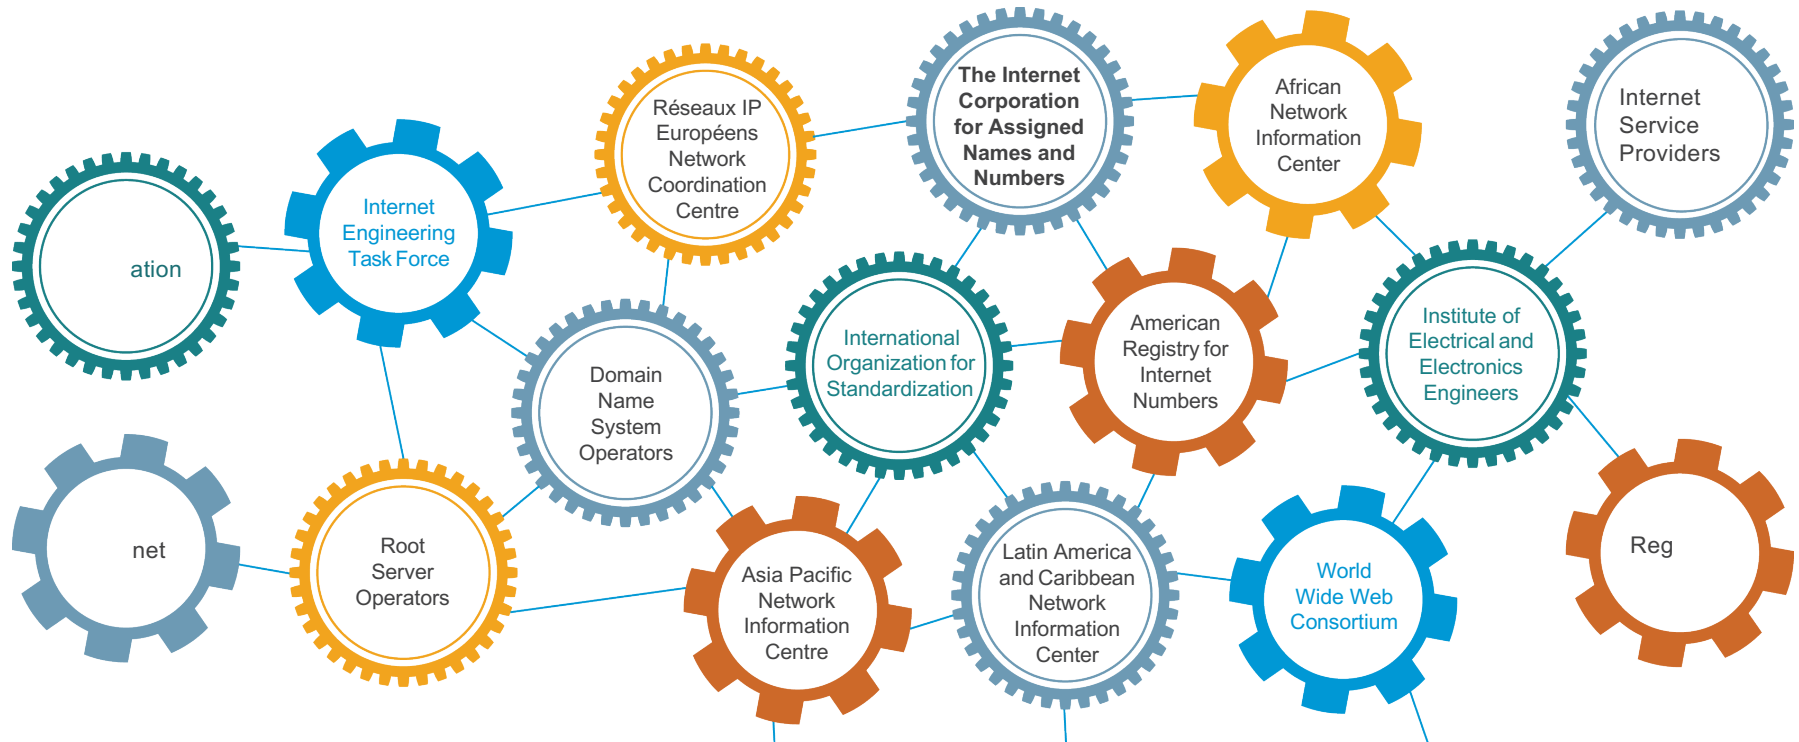 ation
Internet
Engineering
Task Force
Réseaux IP
Européens
Network
Coordination
Centre
The Internet
Corporation
for Assigned
Names and
Numbers
African
Network
Information
Center
Internet
Service
Providers
Domain
Name
System
Operators
International
Organization for
Standardization
American
Registry for
Internet
Numbers
Institute of
Electrical and
Electronics
Engineers
net
Root
Server
Operators
Asia Pacific
Network
Information
Centre
Latin America
and Caribbean
Network
Information
Center
World
Wide Web
Consortium
Reg